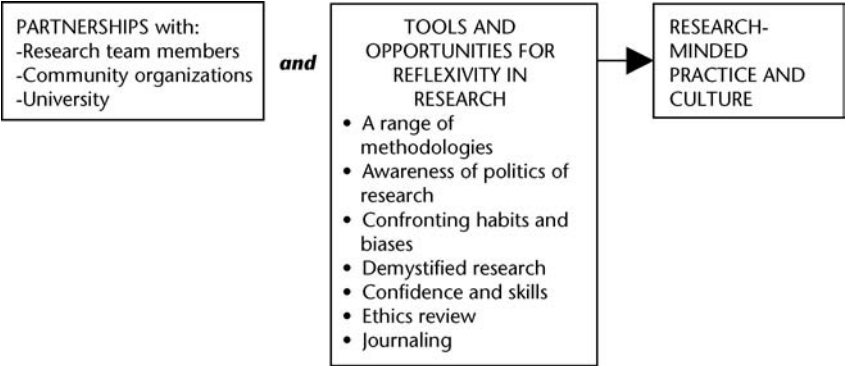 PARTNERSHIPS with:
-Research team members
-Community organizations
-University
and
TOOLS AND
OPPORTUNITIES FOR
REFLEXIVITY IN
RESEARCH
• A range of
methodologies
• Awareness of politics of
research
• Confronting habits and
biases
• Demystified research
• Confidence and skills
• Ethics review
• Journaling
RESEARCH-
MINDED
PRACTICE AND
CULTURE